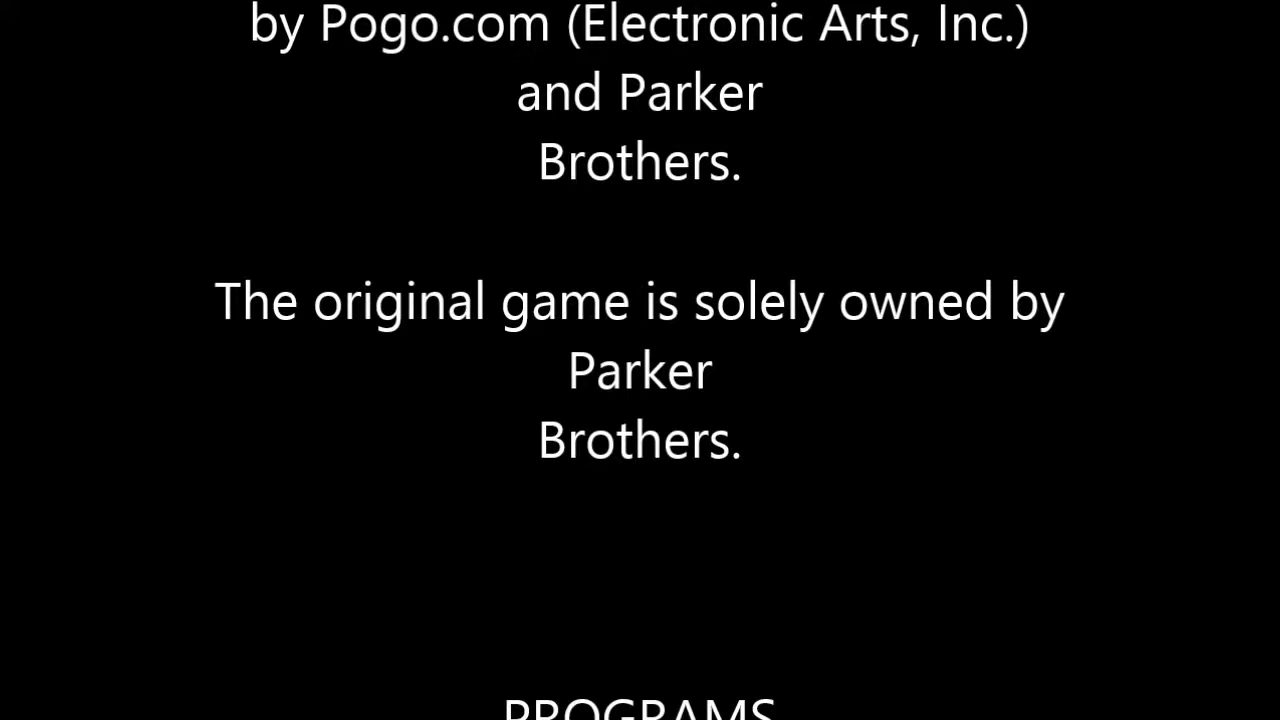 by Pogo.com (Electronic Arts, Inc.)
and Parker
Brothers.
The original game is solely owned by
Parker
Brothers.
PROGRAMS